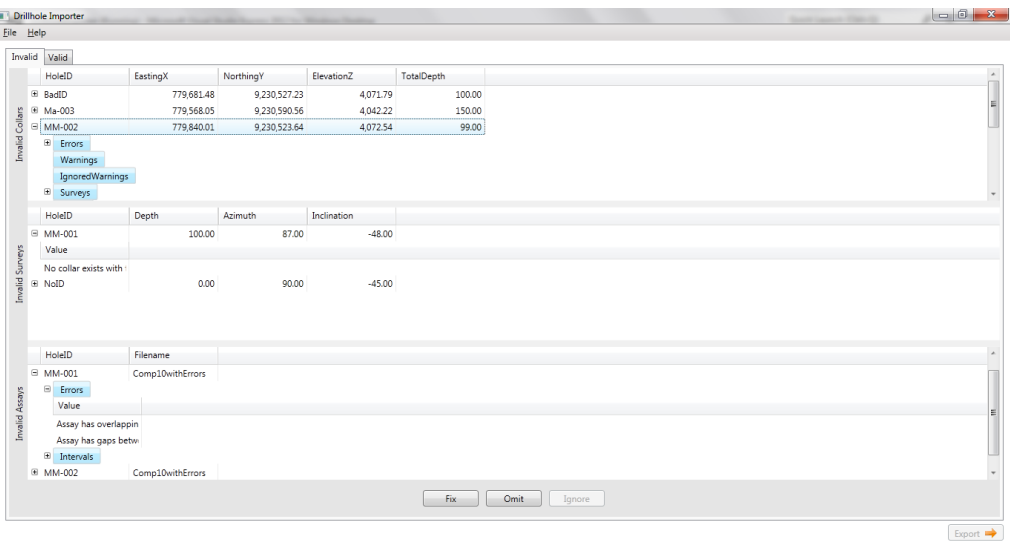 Drillhole Importer
File Help
Invalid Valid
HoleID EastingX NorthingY ElevationZ TotalDepth
BadID 779,681.48 9,230,527.23 4,071.79 100.00
Ma-003 779,568.05 9,230,590.56 4,042.22 150.00
MM-002 779,840.01 9,230,523.64 4,072.54 99.00
Errors
Warnings
IgnoredWarnings
Surveys
Invalid Collars
HoleID Depth Azimuth Inclination
MM-001 100.00 87.00 -48.00
Value
No collar exists with
NoID 0.00 90.00 -45.00
Invalid Surveys
HoleID Filename
MM-001 Comp10withErrors
Errors
Value
Assay has overlappin
Assay has gaps betw
Intervals
MM-002 Comp10withErrors
Invalid Assays
Fix Omit Ignore
Export